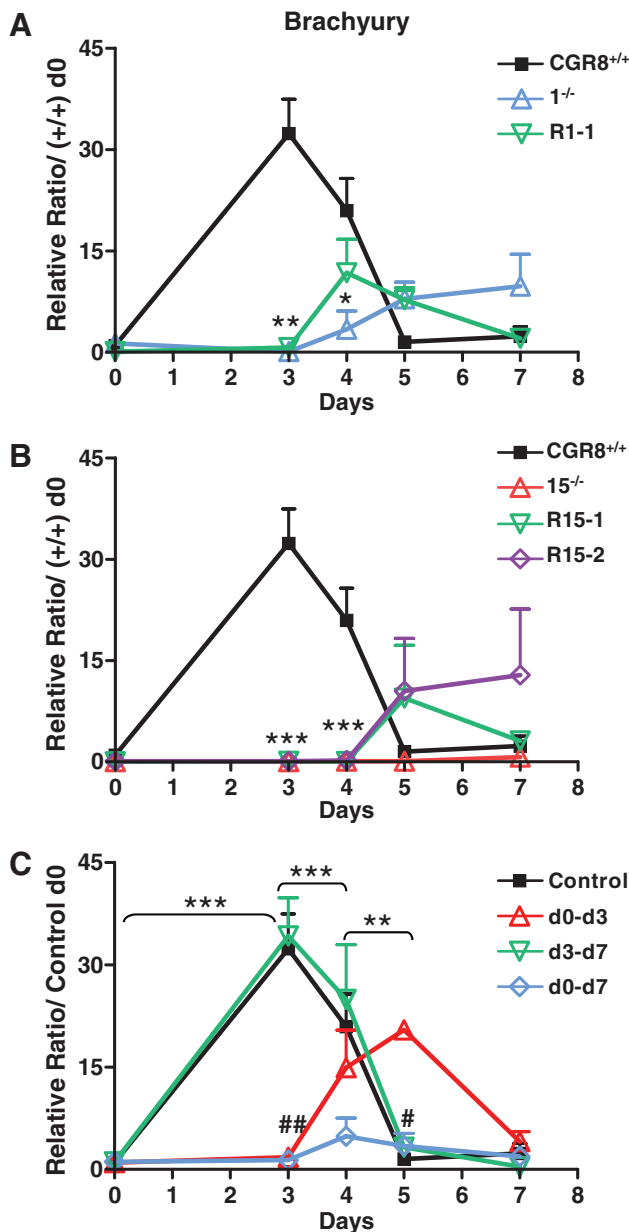 A
Brachyury
Relative Ratio/ (+/+) d0
45
30
15
0
CGR8+/+
1-/-
R1-1
**
*
0 1 2 3 4 5 6 7 8
Days
B
Relative Ratio/ (+/+) d0
45
30
15
0
CGR8+/+
15-/-
R15-1
R15-2
***
***
0 1 2 3 4 5 6 7 8
Days
C
Relative Ratio/ Control d0
45
30
15
0
Control
d0-d3
d3-d7
d0-d7
***
***
**
##
#
0 1 2 3 4 5 6 7 8
Days